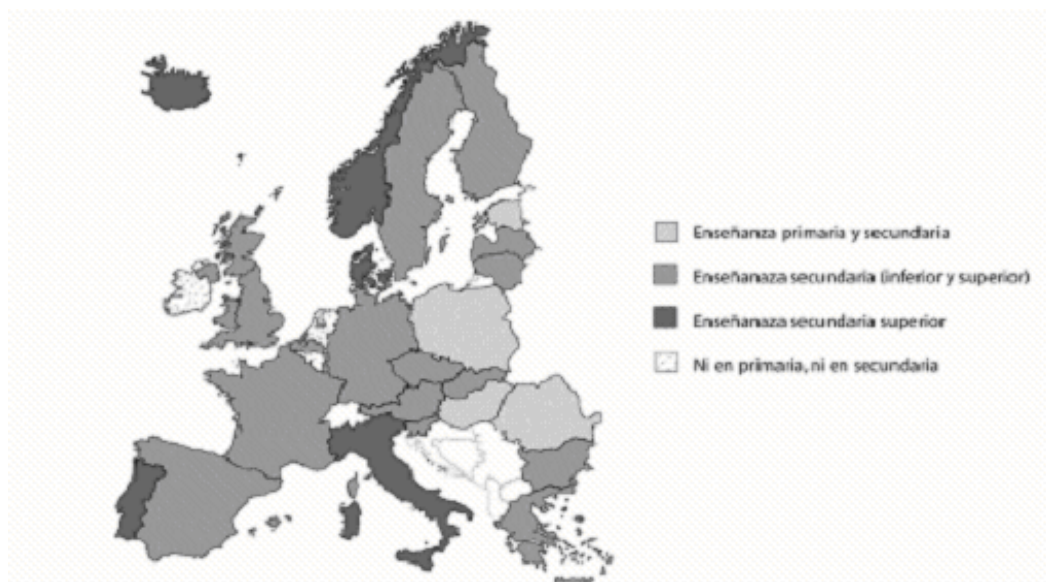 Enseñanza primaria y secundaria
Enseñanaza secundaria (inferior y superior)
Enseñanaza secundaria superior
Ni en primaria, ni en secundaria